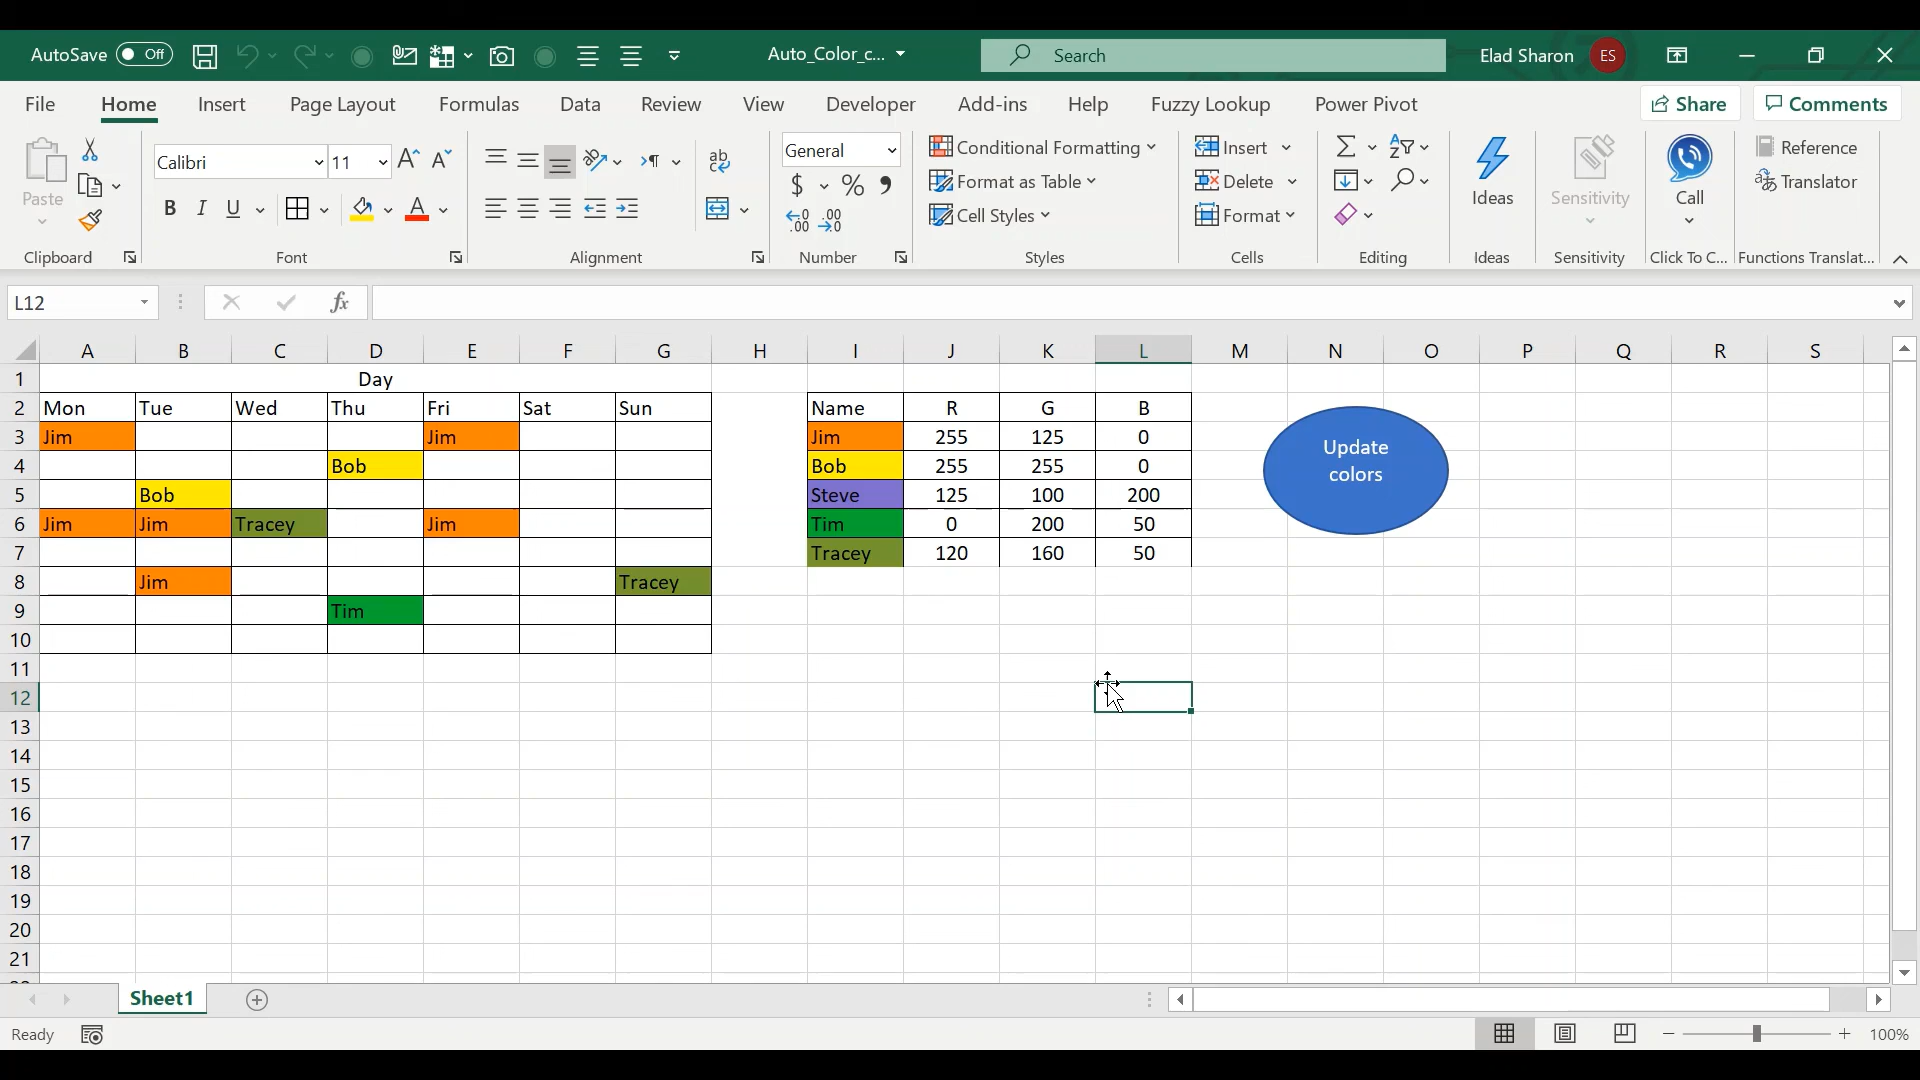 AutoSave Off Auto_Color_c... Search Elad Sharon ES
File Home Insert Page Layout Formulas Data Review View Developer Add-ins Help Fuzzy Lookup Power Pivot Share Comments
Paste
Calibri 11
B I U A
ab
General
$ % ,
Conditional Formatting
Format as Table
Cell Styles
Insert
Delete
Format
Ideas
Sensitivity
Call
Reference
Translator
Clipboard Font Alignment Number Styles Cells Editing Ideas Sensitivity Click To C... Functions Translat...
L12 fx
A B C D E F G H I J K L M N O P Q R S
1 Day
2 Mon Tue Wed Thu Fri Sat Sun Name R G B
3 Jim Jim Jim 255 125 0
4 Bob Bob 255 255 0
5 Bob Steve 125 100 200
6 Jim Jim Tracey Jim Tim 0 200 50
7 Tracey 120 160 50
8 Jim Tracey
9 Tim
10
11
12
13
14
15
16
17
18
19
20
21
Update
colors
Sheet1
Ready 100%